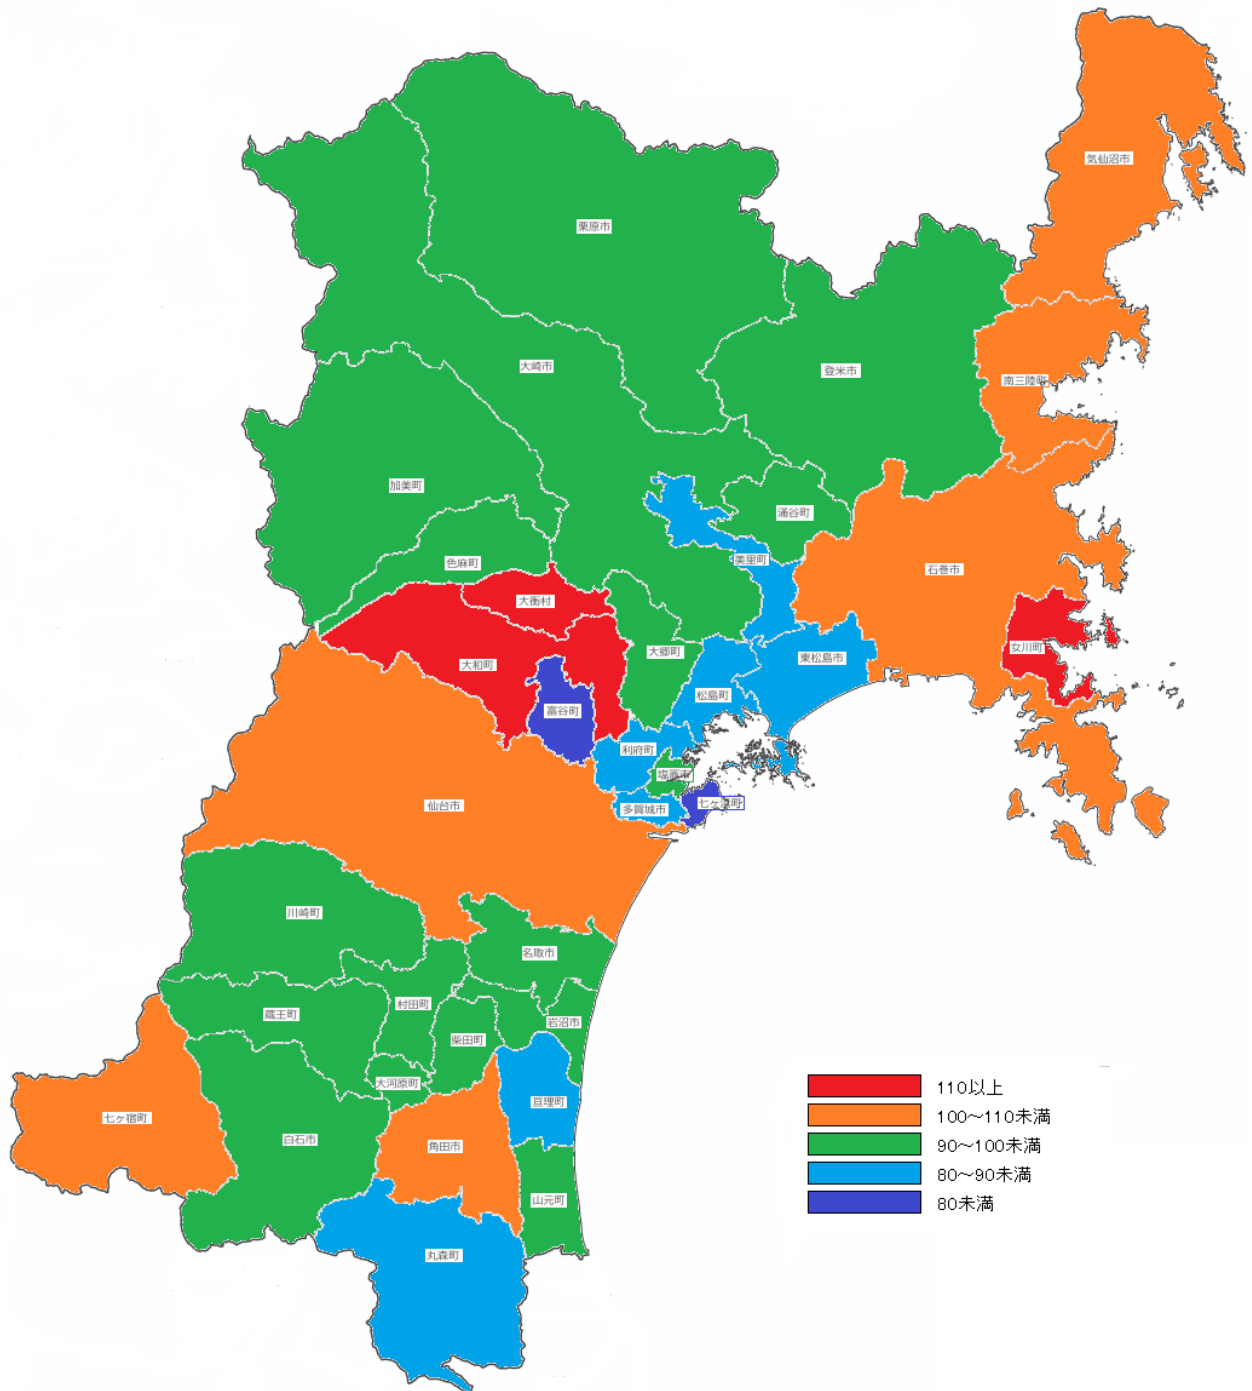 気仙沼市
栗原市
大崎市
登米市
南三陸町
加美町
涌谷町
色麻町
美里町
石巻市
大衡村
女川町
大郷町
大和町
東松島市
松島町
富谷町
利府町
塩竈市
仙台市
多賀城市
七ヶ浜町
川崎町
名取市
村田町
蔵王町
岩沼市
柴田町
大河原町
亘理町
七ヶ宿町
白石市
角田市
山元町
丸森町
110以上
100～110未満
90～100未満
80～90未満
80未満